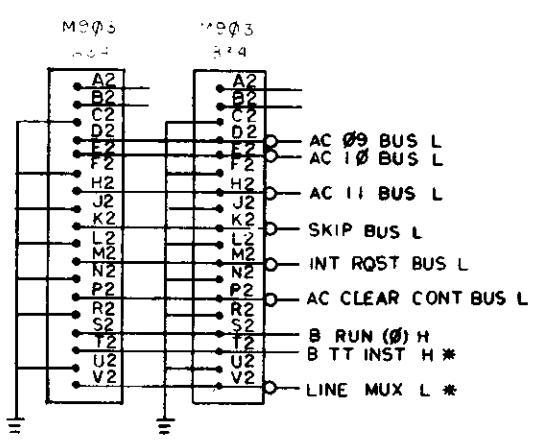 M9Ø3 M9Ø3
A2 A2
B2 B2
C2 C2
D2 D2 AC Ø9 BUS L
E2 E2 AC 1Ø BUS L
F2 F2
H2 H2 AC 11 BUS L
J2 J2
K2 K2 SKIP BUS L
L2 L2
M2 M2 INT RQST BUS L
N2 N2
P2 P2 AC CLEAR CONT BUS L
R2 R2
S2 S2 B RUN (Ø) H
T2 T2 B TT INST H *
U2 U2
V2 V2 LINE MUX L *